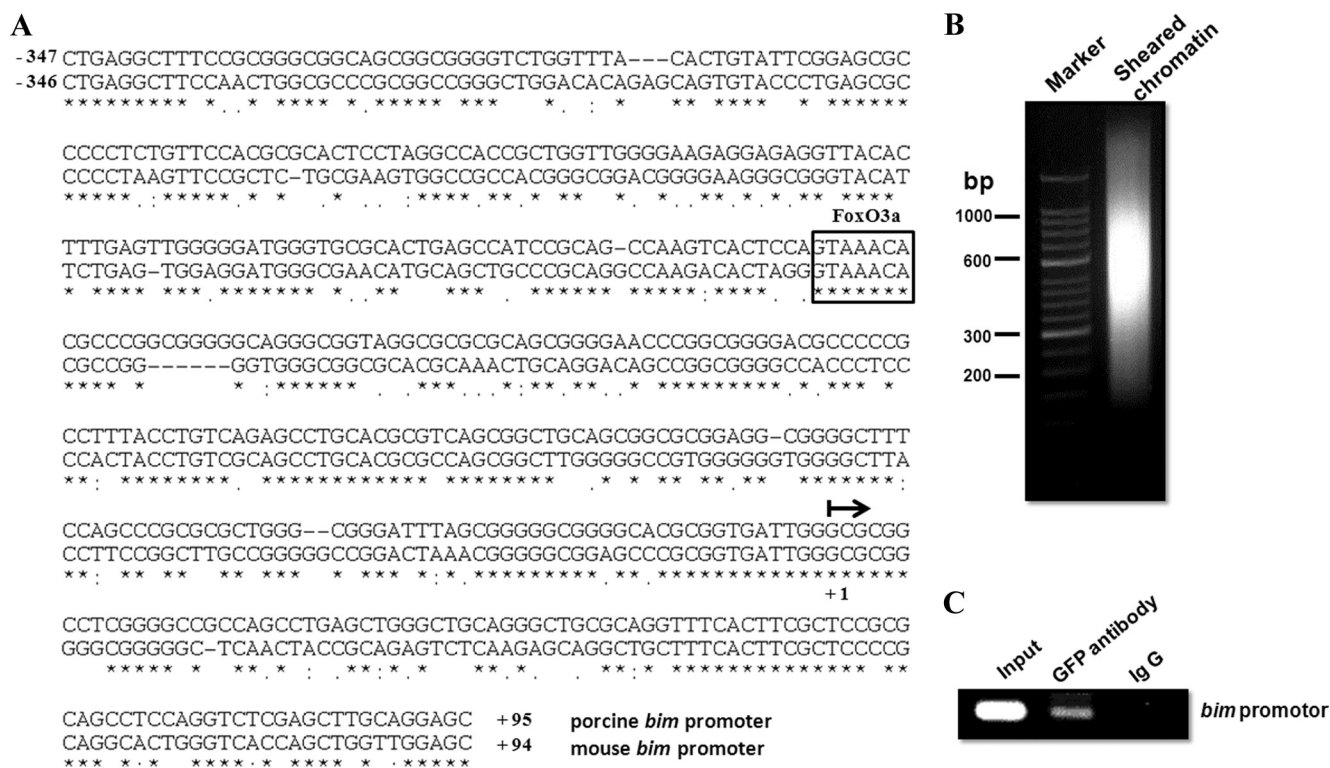 A
-347 CTGAGGCTTTCCGCGGGCGGCAGCGGCGGGGTCTGGTTTA---CACTGTATTCGGAGCGC
-346 CTGAGGCTTCCAACTGGCGCCCGCGGCCGGGCTGGACACAGAGCAGTGTACCCTGAGCGC
CCCCTCTGTTCCACGCGCACTCCTAGGCCACCGCTGGTTGGGGAAGAGGAGAGGTTACAC
CCCCTAAGTTCCGCTC-TGCGAAGTGGCCGCCACGGGCGGACGGGGAAGGGCGGGTACAT
FoxO3a
TTTGAGTTGGGGGATGGGTGCGCACTGAGCCATCCGCAG-CCAAGTCACTCCAGTAAACA
TCTGAG-TGGAGGATGGGCGAACATGCAGCTGCCCGCAGGCCAAGACACTAGGGTAAACA
CGCCCGGCGGGGGCAGGGCGGTAGGCGCGCGCAGCGGGGAACCCGGCGGGGACGCCCCCG
CGCCGG------GGTGGGCGGCGCACGCAAACTGCAGGACAGCCGGCGGGGCCACCCTCC
CCTTTACCTGTCAGAGCCTGCACGCGTCAGCGGCTGCAGCGGCGCGGAGG-CGGGGCTTT
CCACTACCTGTCGCAGCCTGCACGCGCCAGCGGCTTGGGGGCCGTGGGGGGTGGGGCTTA
CCAGCCCGCGCGCTGGG--CGGGATTTAGCGGGGGCGGGGCACGCGGTGATTGGGCGCGG
CCTTCCGGCTTGCCGGGGGCCGGACTAAACGGGGGCGGAGCCCGCGGTGATTGGGCGCGG
+1
CCTCGGGGCCGCCAGCCTGAGCTGGGCTGCAGGGCTGCGCAGGTTTCACTTCGCTCCGCG
GGGCGGGGGC-TCAACTACCGCAGAGTCTCAAGAGCAGGCTGCTTTCACTTCGCTCCCCG
CAGCCTCCAGGTCTCGAGCTTGCAGGAGC +95 porcine bim promoter
CAGGCACTGGGTCACCAGCTGGTTGGAGC +94 mouse bim promoter
B
Marker
Sheared chromatin
bp
1000
600
300
200
C
Input
GFP antibody
Ig G
bim promotor